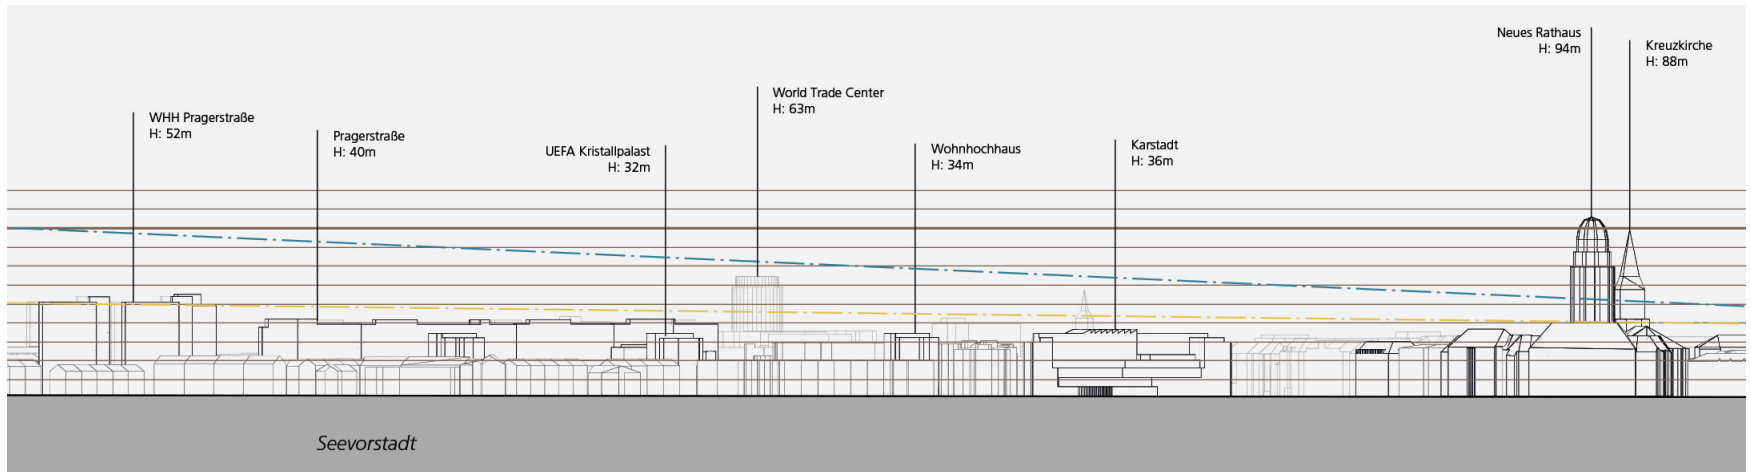 WHH Pragerstraße
H: 52m
Pragerstraße
H: 40m
UEFA Kristallpalast
H: 32m
World Trade Center
H: 63m
Wohnhochhaus
H: 34m
Karstadt
H: 36m
Neues Rathaus
H: 94m
Kreuzkirche
H: 88m
Seevorstadt